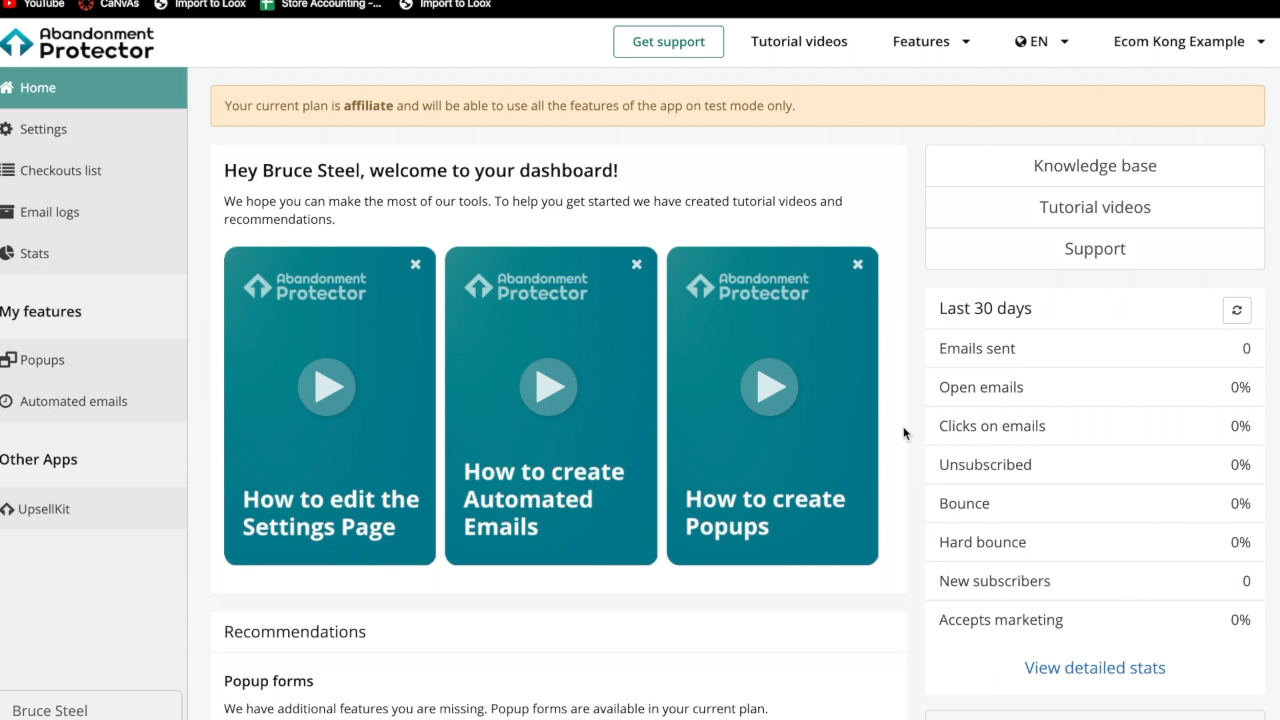 YouTube
CaNvAs
Import to Loox
Store Accounting -...
Import to Loox
Abandonment
Protector
Get support
Tutorial videos
Features
EN
Ecom Kong Example
Home
Settings
Checkouts list
Email logs
Stats
My features
Popups
Automated emails
Other Apps
UpsellKit
Bruce Steel
Your current plan is affiliate and will be able to use all the features of the app on test mode only.
Hey Bruce Steel, welcome to your dashboard!
We hope you can make the most of our tools. To help you get started we have created tutorial videos and
recommendations.
Abandonment
Protector
How to edit the
Settings Page
Abandonment
Protector
How to create
Automated
Emails
Abandonment
Protector
How to create
Popups
Recommendations
Popup forms
We have additional features you are missing. Popup forms are available in your current plan.
Knowledge base
Tutorial videos
Support
Last 30 days
Emails sent 0
Open emails 0%
Clicks on emails 0%
Unsubscribed 0%
Bounce 0%
Hard bounce 0%
New subscribers 0
Accepts marketing 0%
View detailed stats